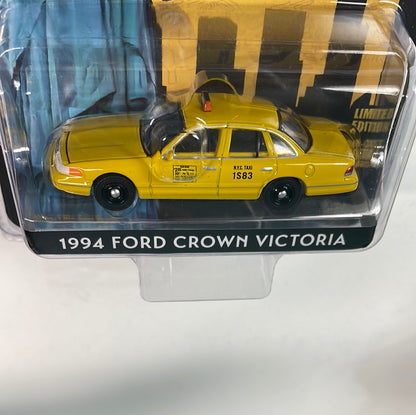 LIMITED
EDITION
N.Y.C. TAXI
1S83
1994 FORD CROWN VICTORIA